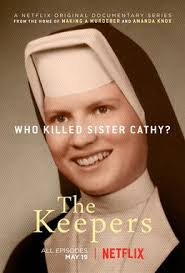 A NETFLIX ORIGINAL DOCUMENTARY SERIES
FROM THE HOME OF MAKING A MURDERER AND AMANDA KNOX
WHO KILLED SISTER CATHY?
The
Keepers
ALL EPISODES
MAY 19
NETFLIX